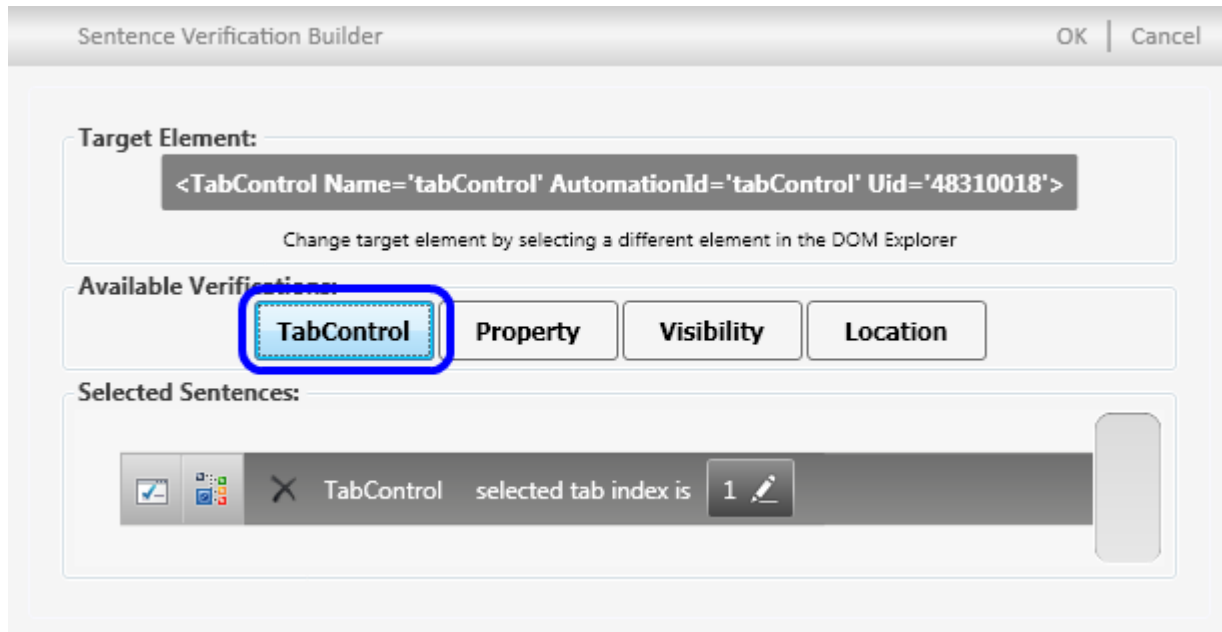 Sentence Verification Builder OK | Cancel
Target Element:
<TabControl Name='tabControl' AutomationId='tabControl' Uid='48310018'>
Change target element by selecting a different element in the DOM Explorer
Available Verifications:
TabControl Property Visibility Location
Selected Sentences:
TabControl selected tab index is 1